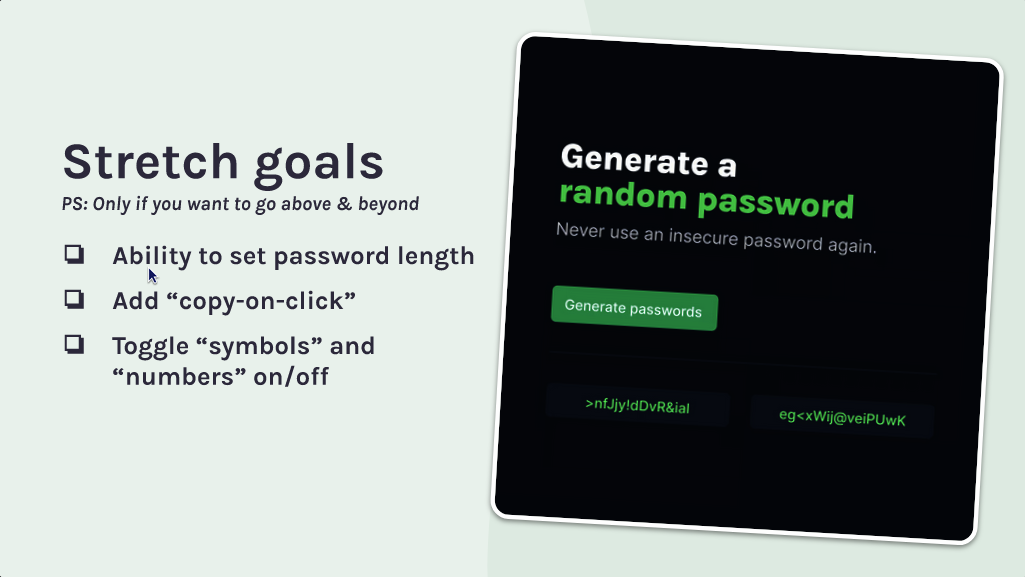 Stretch goals
PS: Only if you want to go above & beyond
Ability to set password length
Add “copy-on-click”
Toggle “symbols” and
“numbers” on/off
Generate a
random password
Never use an insecure password again.
Generate passwords
>nfJjy!dDvR&iaI
eg<xWij@veiPUwK